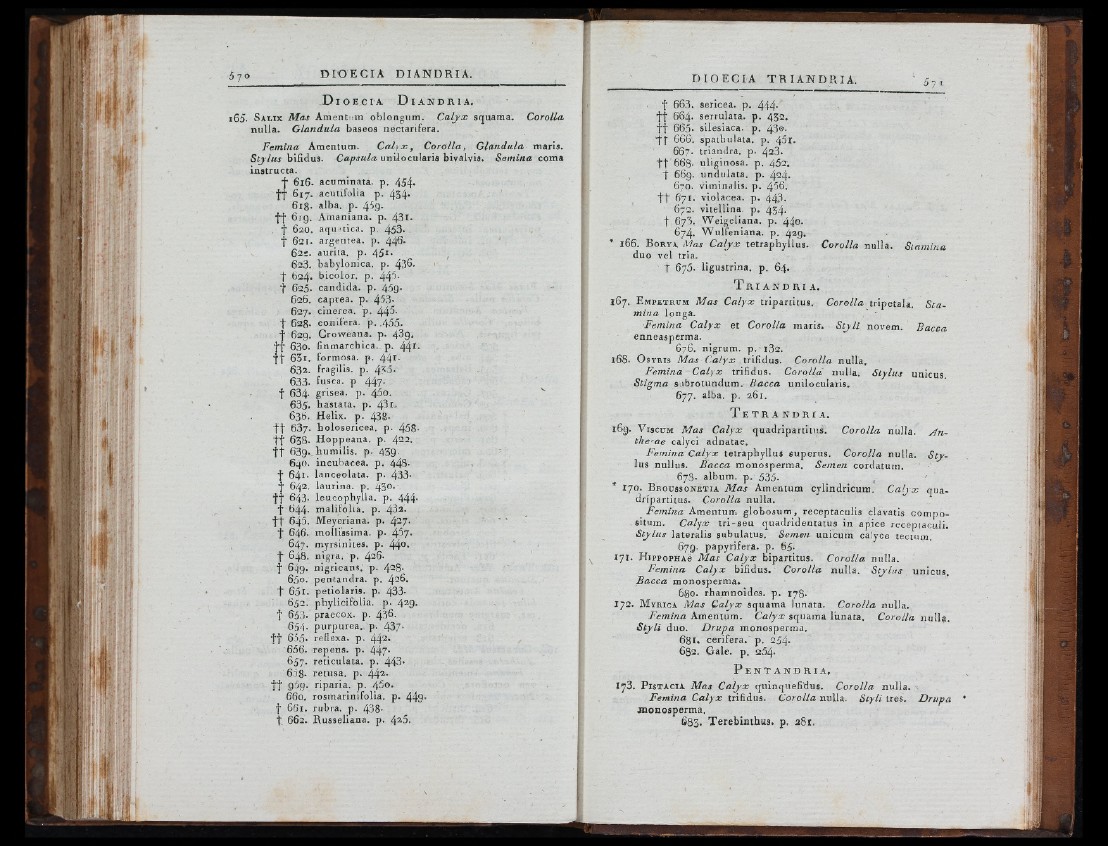 570 DIOECIA DIANDRIA.
DIOECIA DIANDRIA.
165. SALIX Mas Amentum oblongum. Calyx squama. Corolla
nulla. Glandula baseos nectarifera.
Femina Amentum. Calyx, Corolla, Glandula maris.
Stylus bifidus. Capsula unilocularis bivalvis. Semina coma
instructa.
† 616. acuminata. p. 454.
†† 617. acutifolia p. 434.
618. alba. p. 459.
†† 619. Amaniana. p. 431.
† 620. aquatica. p. 453.
† 621. argentea. p. 446.
622. aurita. p. 451.
623. babylonica. p. 436.
† 624. bicolor. p. 445.
† 625. candida. p. 459.
626. caprea. p. 453.
627. cinerea. p. 445.
† 628. conifera. p. 455.
† 629. Croweana. p. 439.
†† 630. finmarchica. p. 441.
†† 631. formosa. p. 441.
632. fragilis. p. 435.
633. fusca. p 447.
† 634. grisea. p. 450.
635. hastata. p. 431.
636. Helix. p. 438.
†† 637. holosericea. p. 458.
†† 638. Hoppeana. p. 422.
†† 639. humilis. p. 439.
640. incubacea. p. 448.
† 641. lanceolata. p. 433.
† 642. laurina. p. 430.
†† 643. leucophylla. p. 444.
† 644. malifolia. p. 432.
†† 645. Meyeriana. p. 427.
† 646. mollissima. p. 457.
647. myrsinites. p. 440.
† 648. nigra. p. 426.
† 649. nigricans. p. 428.
650. pentandra. p. 426.
† 651. petiolaris. p. 433.
652. phylicifolia. p. 429.
† 653. praecox. p. 436.
654. purpurea. p. 437.
†† 655. reflexa. p. 442.
656. repens. p. 447.
657. reticulata. p. 443.
658. retusa. p. 442.
†† 959. riparia. p. 450.
660. rosmarinifolia. p. 449.
† 661. rubra. p. 438.
† 662. Russeliana. p. 425.
DIOECIA TRIANDRIA. 571
† 663. sericea. p. 444.
†† 664. serrulata. p. 432.
†† 665. silesiaca. p. 430.
†† 666. spathulata. p. 451.
667. triandra. p. 423.
†† 668. uliginosa. p. 452.
† 669. undulata. p. 424.
670. viminalis. p. 456.
†† 671. violacea. p. 443.
672. vitellina. p. 434.
† 673. Weigeliana. p. 440.
674. Wulfeniana. p. 429.
* 166. BORYA Mas Calyx tetraphyllus. Corolla nulla. Stamina
duo vel tria.
† 675. ligustrina. p. 64.
TRIANDRIA.
167. EMPETRUM Mas Calyx tripartitus. Corolla tripetala. Sta-
mina longa.
Femina Calyx et Corolla maris. Styli novem. Bacca
enneasperma.
676. nigrum. p. 132.
168. OSYRIS Mas Calyx trifidus. Corolla nulla.
Femina Calyx trifidus. Corolla nulla. Stylus unicus.
Stigma subrotundum. Bacca unilocularis.
677. alba. p. 261.
TETRANDRIA.
169. VISCUM Mas Calyx quadripartitus. Corolla nulla. An-
therae calyci adnatae.
Femina Calyx tetraphyllus superus. Corolla nulla. Sty-
lus nullus. Bacca monosperma. Semen cordatum.
678. album. p. 535.
* 170. BROUSSONETIA Mas Amentum cylindricum. Calyx qua-
dripartitus. Corolla nulla.
Femina Amentum globosum, receptaculis clavatis compo-
situm. Calyx tri-seu quadridentatus in apice receptaculi.
Stylus lateralis subulatus. Semen unicum calyce tectum.
679. papyrifera. p. 65.
171. HIPPOPHAË Mas Calyx bipartitus. Corolla nulla.
Femina Calyx bifidus. Corolla nulla. Stylus unicus.
Bacca monosperma.
680. rhamnoides. p. 178.
172. MYRICA Mas Calyx squama lunata. Corolla nulla.
Femina Amentum. Calyx squama lunata. Corolla nulla.
Styli duo. Drupa monosperma.
681. cerifera. p. 254.
682. Gale. p. 254.
PENTANDRIA.
173. PISTACIA Mas Calyx quinquefidus. Corolla nulla.
Femina Calyx trifidus. Corolla nulla. Styli tres. Drupa
monosperma.
683. Terebinthus. p. 281.